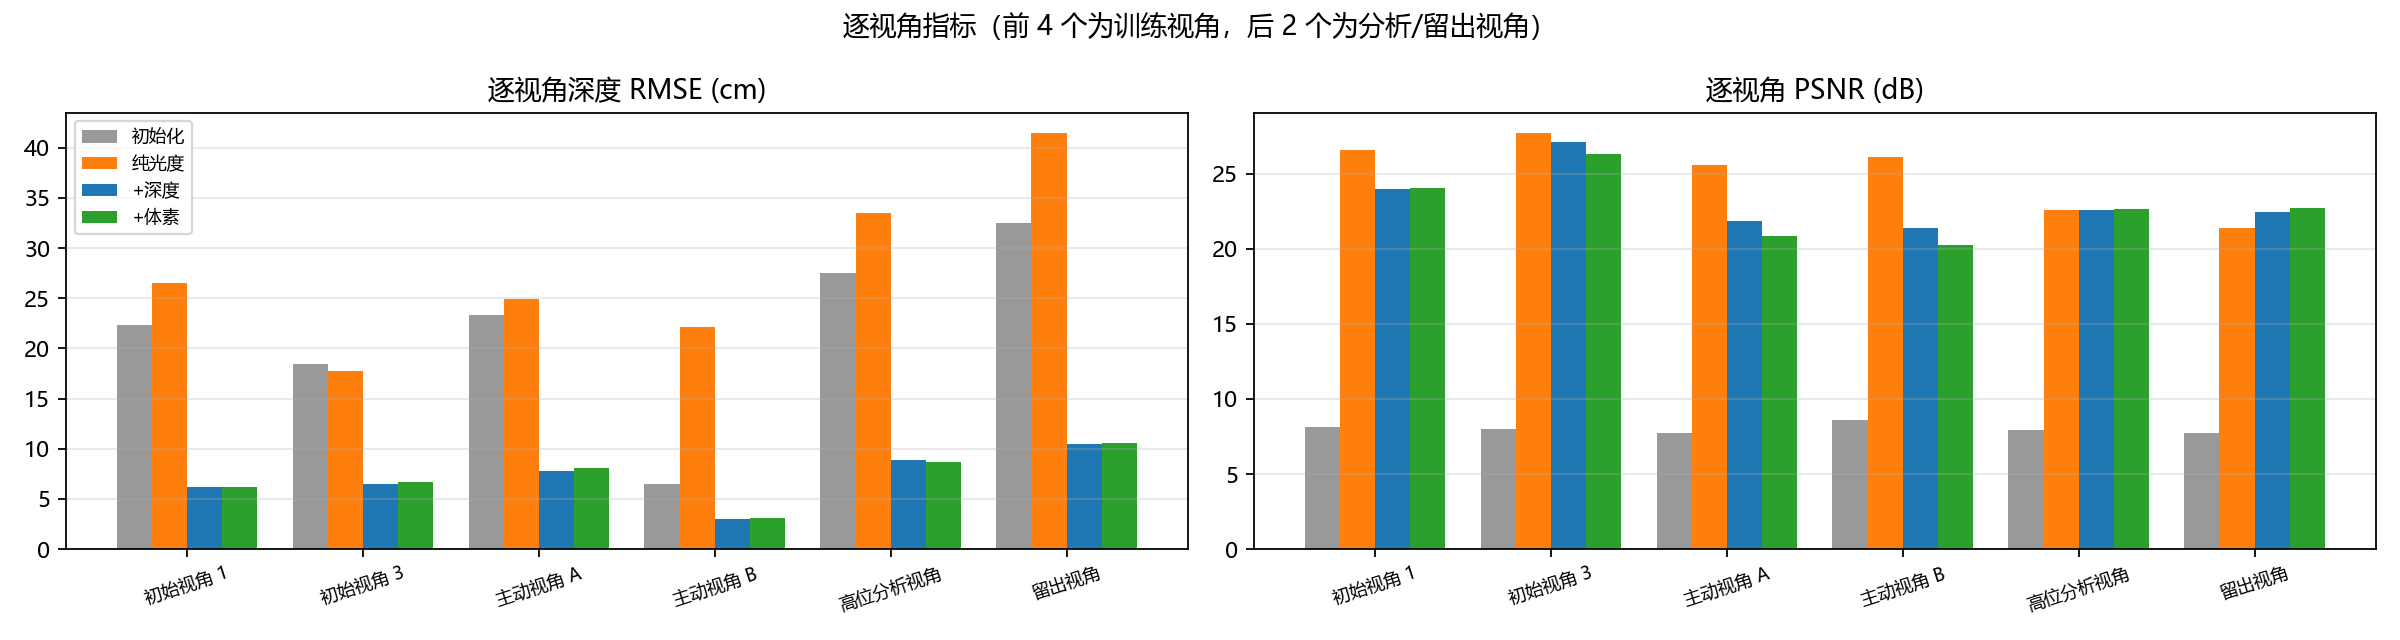 逐视角指标（前 4 个为训练视角，后 2 个为分析/留出视角）
逐视角深度 RMSE (cm)
40
35
30
25
20
15
10
5
0
初始化
纯光度
+深度
+体素
初始视角 1
初始视角 3
主动视角 A
主动视角 B
高位分析视角
留出视角
逐视角 PSNR (dB)
25
20
15
10
5
0
初始视角 1
初始视角 3
主动视角 A
主动视角 B
高位分析视角
留出视角